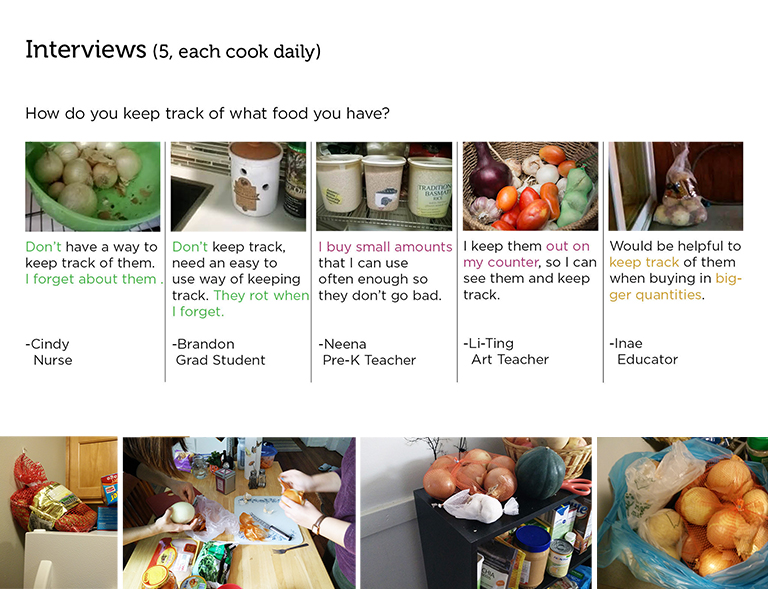 Interviews (5, each cook daily)
How do you keep track of what food you have?
TRADITIONAL
BASMATI
RICE
Don't have a way to
keep track of them.
I forget about them .
-Cindy
Nurse
Don't keep track,
need an easy to
use way of keeping
track. They rot when
I forget.
-Brandon
Grad Student
I buy small amounts
that I can use
often enough so
they don't go bad.
-Neena
Pre-K Teacher
I keep them out on
my counter, so I can
see them and keep
track.
-Li-Ting
Art Teacher
Would be helpful to
keep track of them
when buying in big-
ger quantities.
-Inae
Educator